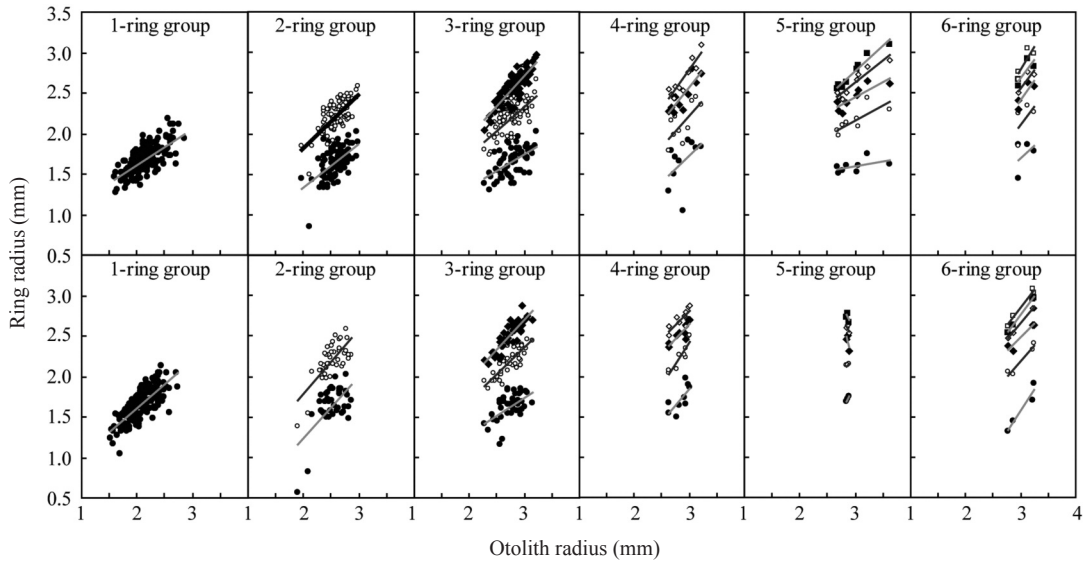 1-ring group 2-ring group 3-ring group 4-ring group 5-ring group 6-ring group
3.5
3.0
2.5
2.0
1.5
1.0
0.5
1-ring group 2-ring group 3-ring group 4-ring group 5-ring group 6-ring group
3.0
2.5
2.0
1.5
1.0
0.5
1 2 3 1 2 3 1 2 3 1 2 3 1 2 3 1 2 3 4
Ring radius (mm)
Otolith radius (mm)